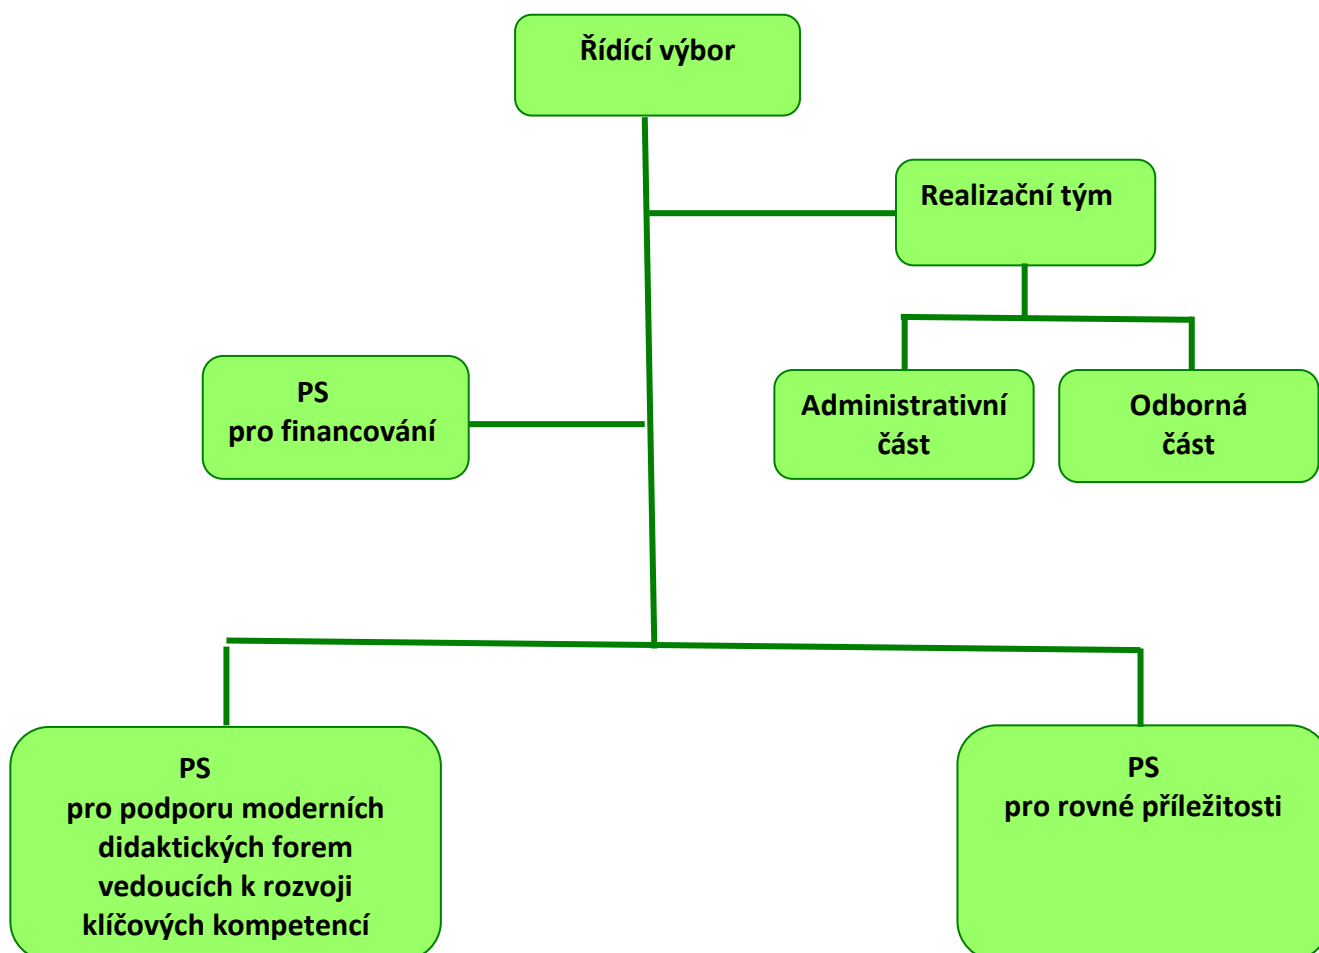 Řídící výbor
Realizační tým
PS
pro financování
Administrativní
část
Odborná
část
PS
pro podporu moderních
didaktických forem
vedoucích k rozvoji
klíčových kompetencí
PS
pro rovné příležitosti